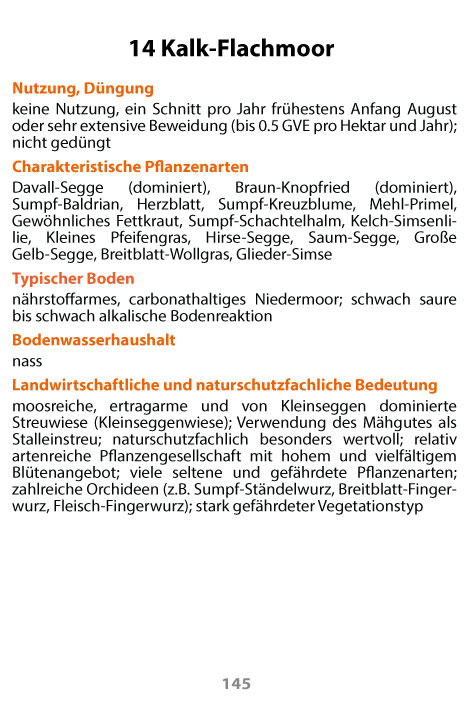 14 Kalk-Flachmoor
Nutzung, Düngung
keine Nutzung, ein Schnitt pro Jahr frühestens Anfang August
oder sehr extensive Beweidung (bis 0.5 GVE pro Hektar und Jahr);
nicht gedüngt
Charakteristische Pflanzenarten
Davall-Segge (dominiert), Braun-Knopfried (dominiert),
Sumpf-Baldrian, Herzblatt, Sumpf-Kreuzblume, Mehl-Primel,
Gewöhnliches Fettkraut, Sumpf-Schachtelhalm, Kelch-Simsenli-
lie, Kleines Pfeifengras, Hirse-Segge, Saum-Segge, Große
Gelb-Segge, Breitblatt-Wollgras, Glieder-Simse
Typischer Boden
nährstoffarmes, carbonathaltiges Niedermoor; schwach saure
bis schwach alkalische Bodenreaktion
Bodenwasserhaushalt
nass
Landwirtschaftliche und naturschutzfachliche Bedeutung
moosreiche, ertragarme und von Kleinseggen dominierte
Streuwiese (Kleinseggenwiese); Verwendung des Mähgutes als
Stalleinstreu; naturschutzfachlich besonders wertvoll; relativ
artenreiche Pflanzengesellschaft mit hohem und vielfältigem
Blütenangebot; viele seltene und gefährdete Pflanzenarten;
zahlreiche Orchideen (z.B. Sumpf-Ständelwurz, Breitblatt-Finger-
wurz, Fleisch-Fingerwurz); stark gefährdeter Vegetationstyp
145